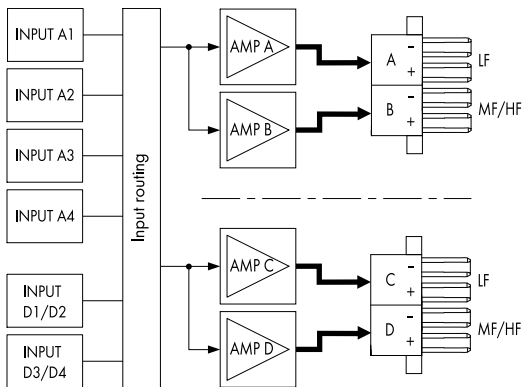 INPUT A1
INPUT A2
INPUT A3
INPUT A4
INPUT
D1/D2
INPUT
D3/D4
Input routing
AMP A
AMP B
A
-
+
B
-
+
LF
MF/HF
AMP C
AMP D
C
-
+
D
-
+
LF
MF/HF